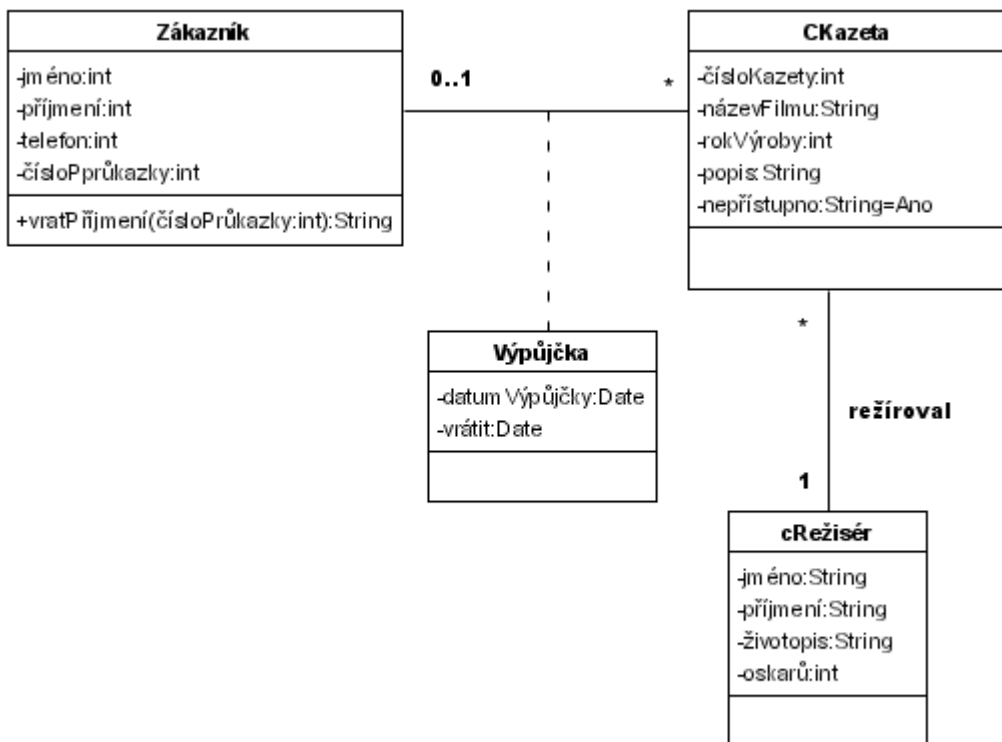 Zákazník
-jméno:int
-příjmení:int
-telefon:int
-čísloPprůkazky:int
+vratPříjmení(čísloPrůkazky:int):String
0..1
*
CKazeta
-čísloKazety:int
-názevFilmu:String
-rokVýroby:int
-popis:String
-nepřístupno:String=Ano
Výpůjčka
-datumVýpůjčky:Date
-vrátit:Date
*
režíroval
1
cRežisér
-jméno:String
-příjmení:String
-životopis:String
-oskarů:int